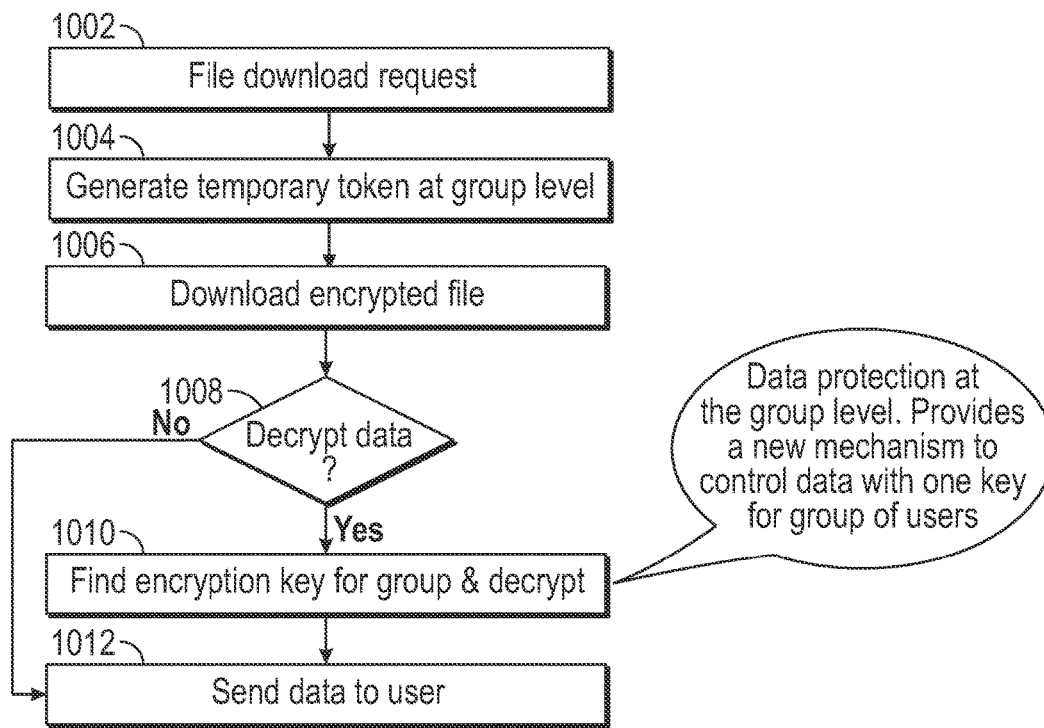 1002
File download request
1004
Generate temporary token at group level
1006
Download encrypted file
1008
No
Decrypt data
?
Yes
Data protection at
the group level. Provides
a new mechanism to
control data with one key
for group of users
1010
Find encryption key for group & decrypt
1012
Send data to user